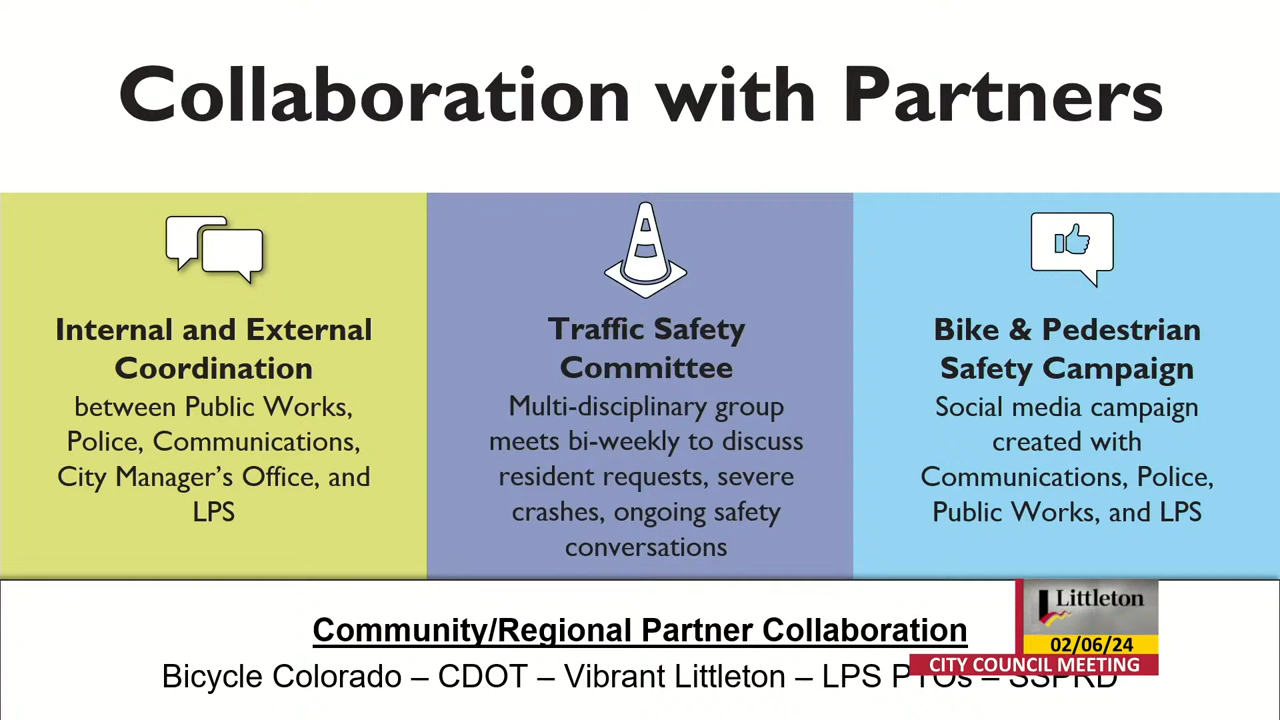 Collaboration with Partners
Internal and External
Coordination
between Public Works,
Police, Communications,
City Manager's Office, and
LPS
Traffic Safety
Committee
Multi-disciplinary group
meets bi-weekly to discuss
resident requests, severe
crashes, ongoing safety
conversations
Bike & Pedestrian
Safety Campaign
Social media campaign
created with
Communications, Police,
Public Works, and LPS
Community/Regional Partner Collaboration
Bicycle Colorado – CDOT – Vibrant Littleton – LPS PTOs – SSPRD
Littleton
02/06/24
CITY COUNCIL MEETING